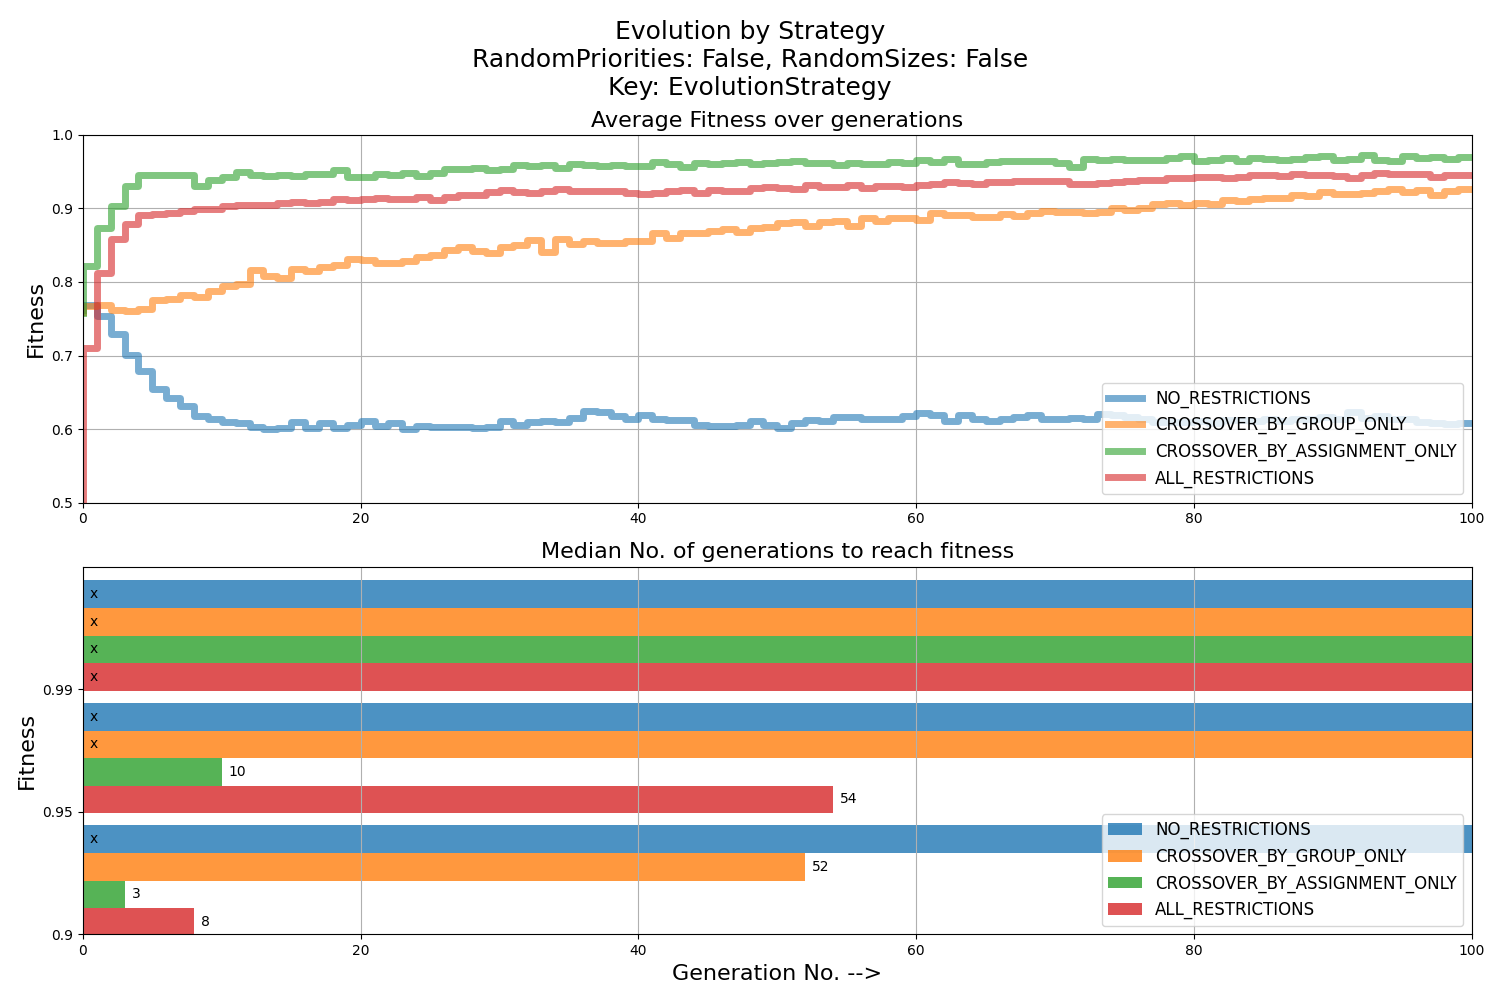 Evolution by Strategy
RandomPriorities: False, RandomSizes: False
Key: EvolutionStrategy
Average Fitness over generations
1.0
0.9
0.8
0.7
0.6
0.5
Fitness
NO_RESTRICTIONS
CROSSOVER_BY_GROUP_ONLY
CROSSOVER_BY_ASSIGNMENT_ONLY
ALL_RESTRICTIONS
0 20 40 60 80 100
Median No. of generations to reach fitness
x
x
x
x
0.99
x
x
10
54
0.95
x
52
3
8
0.9
Fitness
NO_RESTRICTIONS
CROSSOVER_BY_GROUP_ONLY
CROSSOVER_BY_ASSIGNMENT_ONLY
ALL_RESTRICTIONS
0 20 40 60 80 100
Generation No. -->